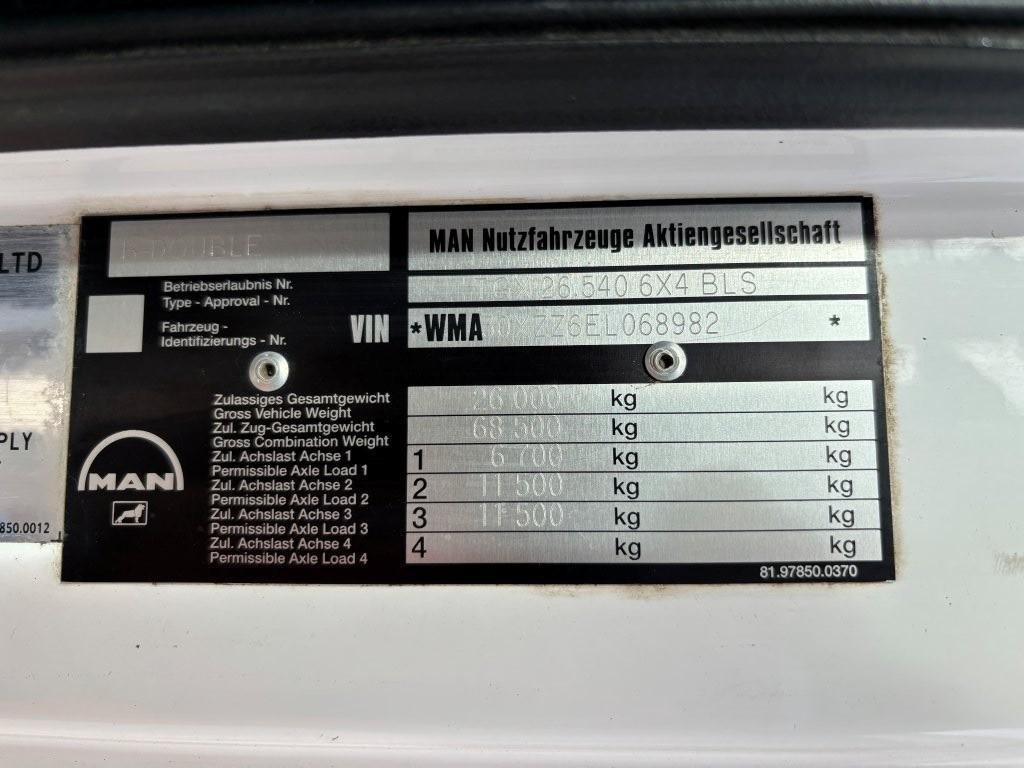 LTD
PLY
850.0012
B-DOUBLE
MAN Nutzfahrzeuge Aktiengesellschaft
Betriebserlaubnis Nr.
Type - Approval - Nr.
26.540 6X4 BLS
Fahrzeug -
Identifizierungs - Nr.
VIN
*WMA ZZ6EL068982 *
Zulassiges Gesamtgewicht
Gross Vehicle Weight
26 000 kg kg
Zul. Zug-Gesamtgewicht
Gross Combination Weight
68 500 kg kg
Zul. Achslast Achse 1
Permissible Axle Load 1
1 6 700 kg kg
Zul. Achslast Achse 2
Permissible Axle Load 2
2 11 500 kg kg
Zul. Achslast Achse 3
Permissible Axle Load 3
3 11 500 kg kg
Zul. Achslast Achse 4
Permissible Axle Load 4
4 kg kg
MAN
81.97850.0370